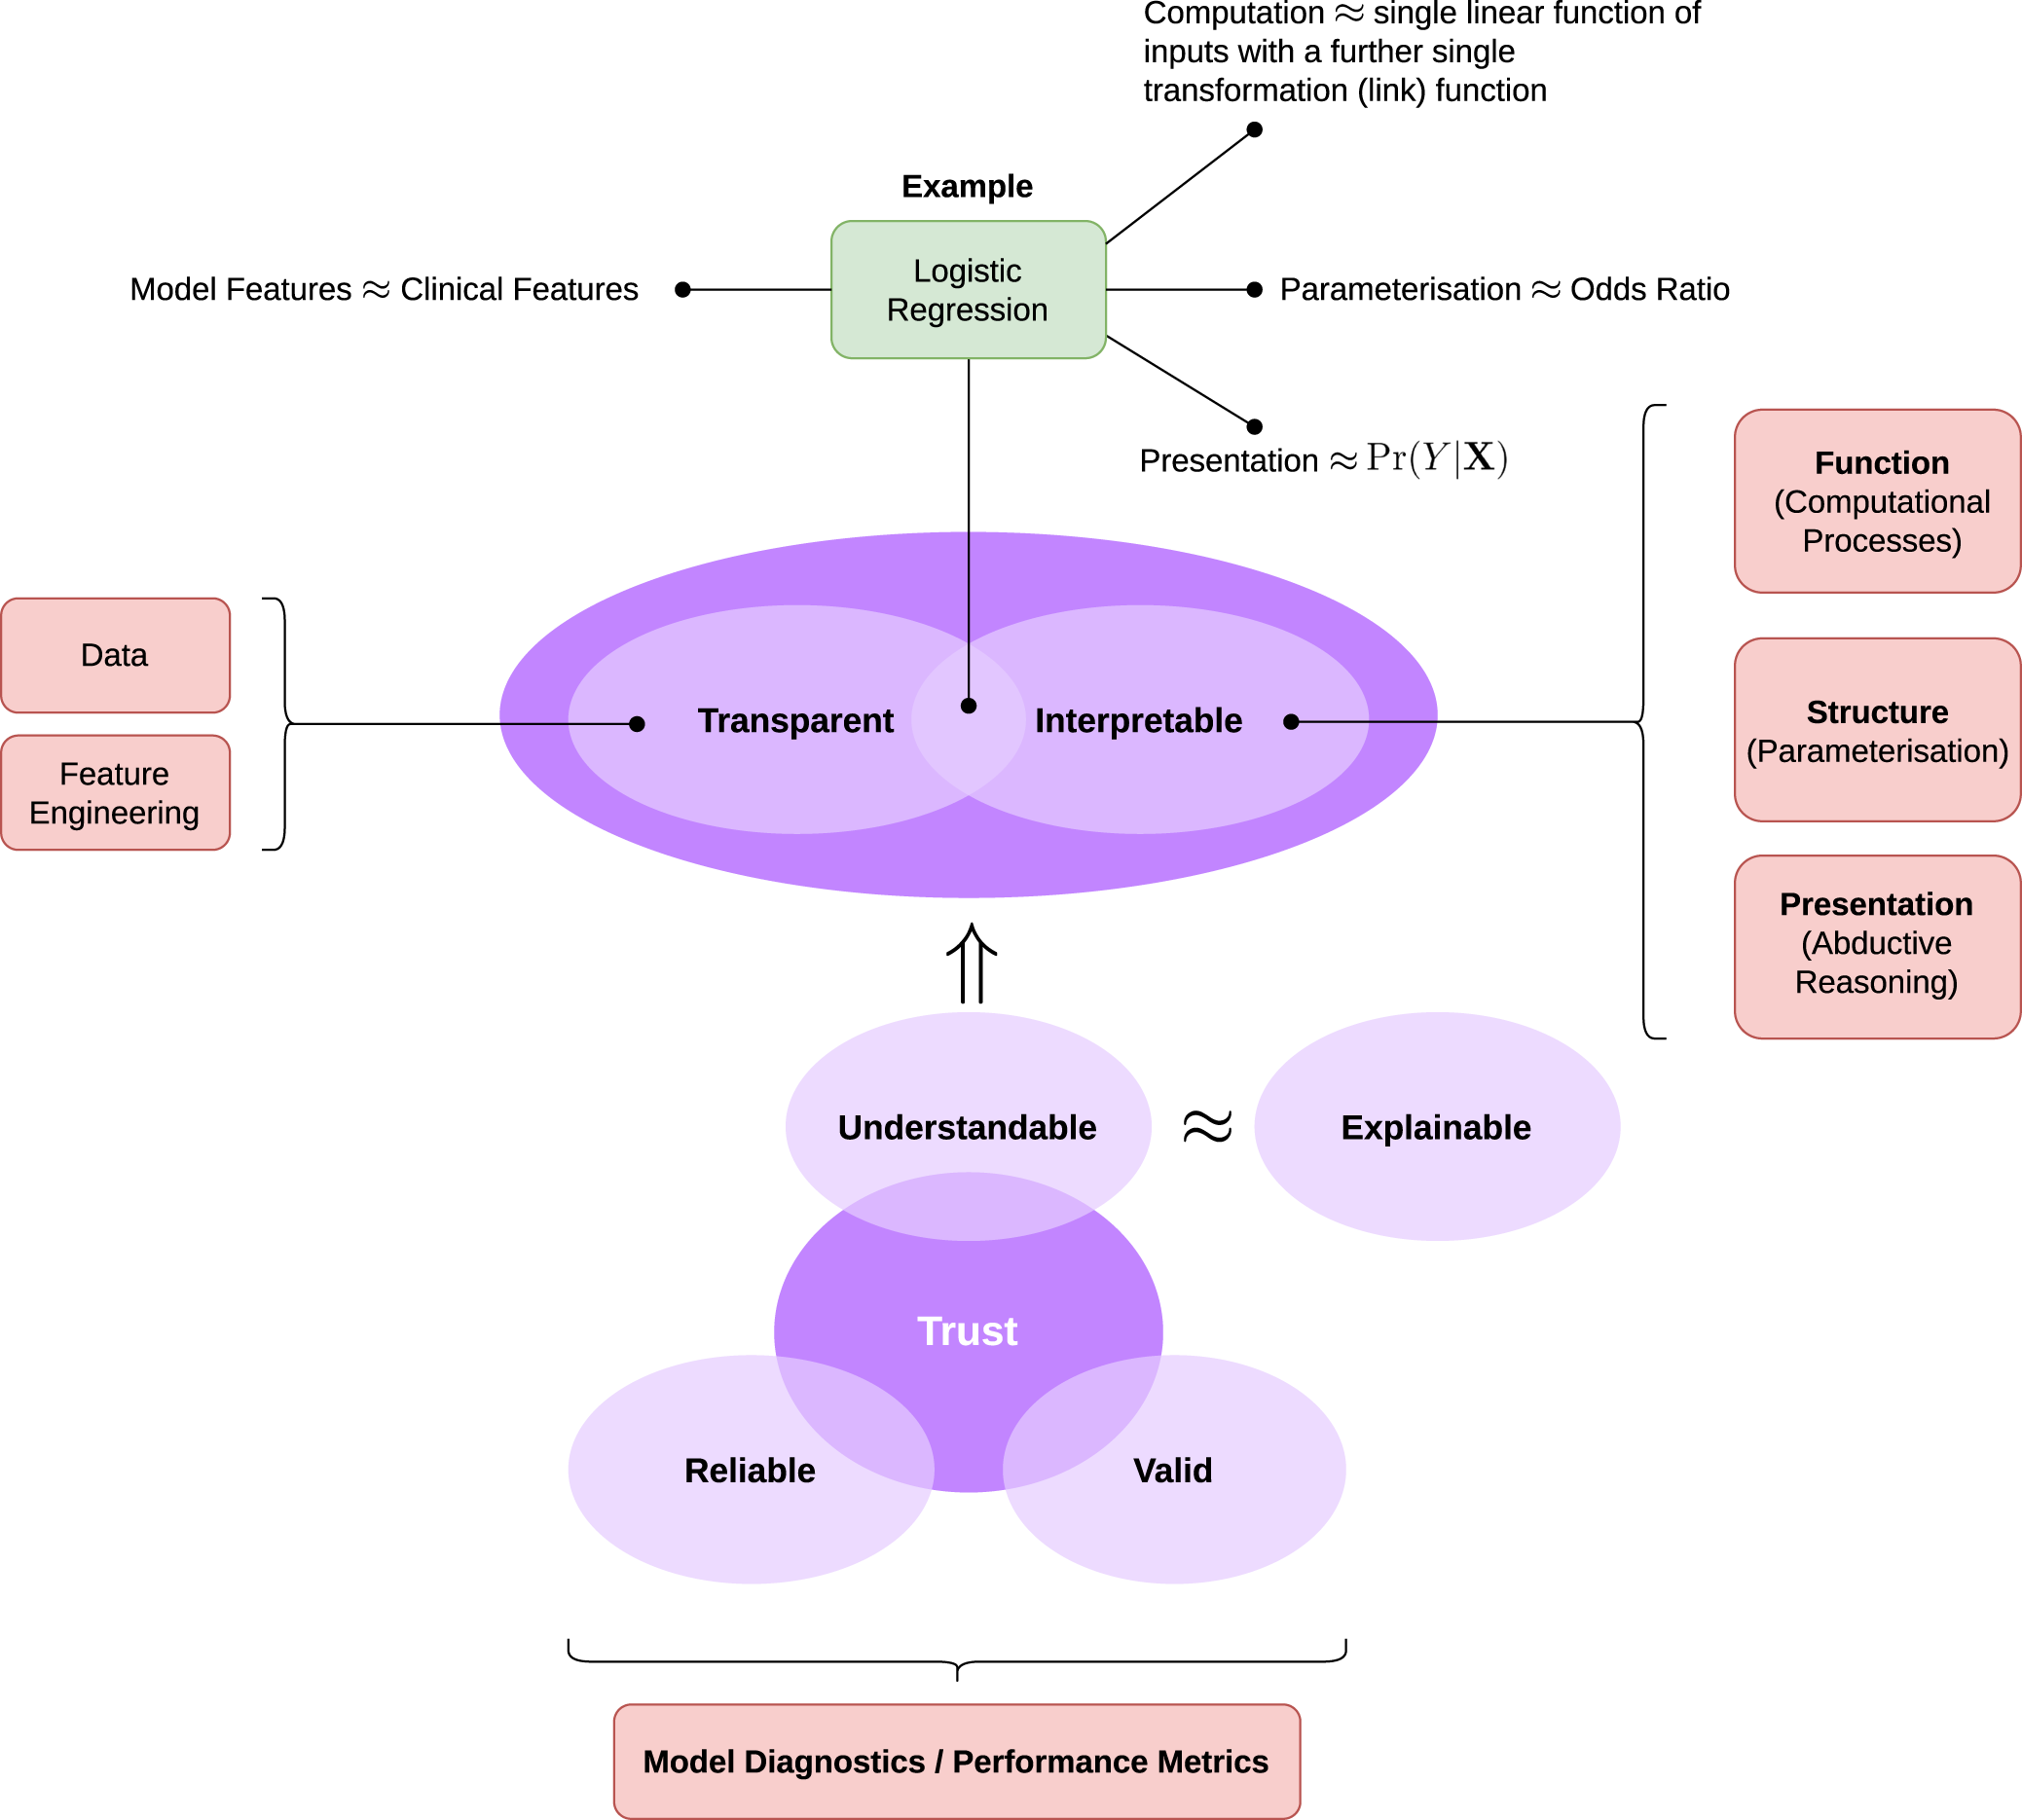 Computation ≈ single linear function of
inputs with a further single
transformation (link) function
Example
Logistic
Regression
Model Features ≈ Clinical Features
Parameterisation ≈ Odds Ratio
Presentation ≈ Pr(Y|X)
Function
(Computational
Processes)
Data
Feature
Engineering
Transparent
Interpretable
Structure
(Parameterisation)
Presentation
(Abductive
Reasoning)
⇑
Understandable
≈
Explainable
Trust
Reliable
Valid
Model Diagnostics / Performance Metrics